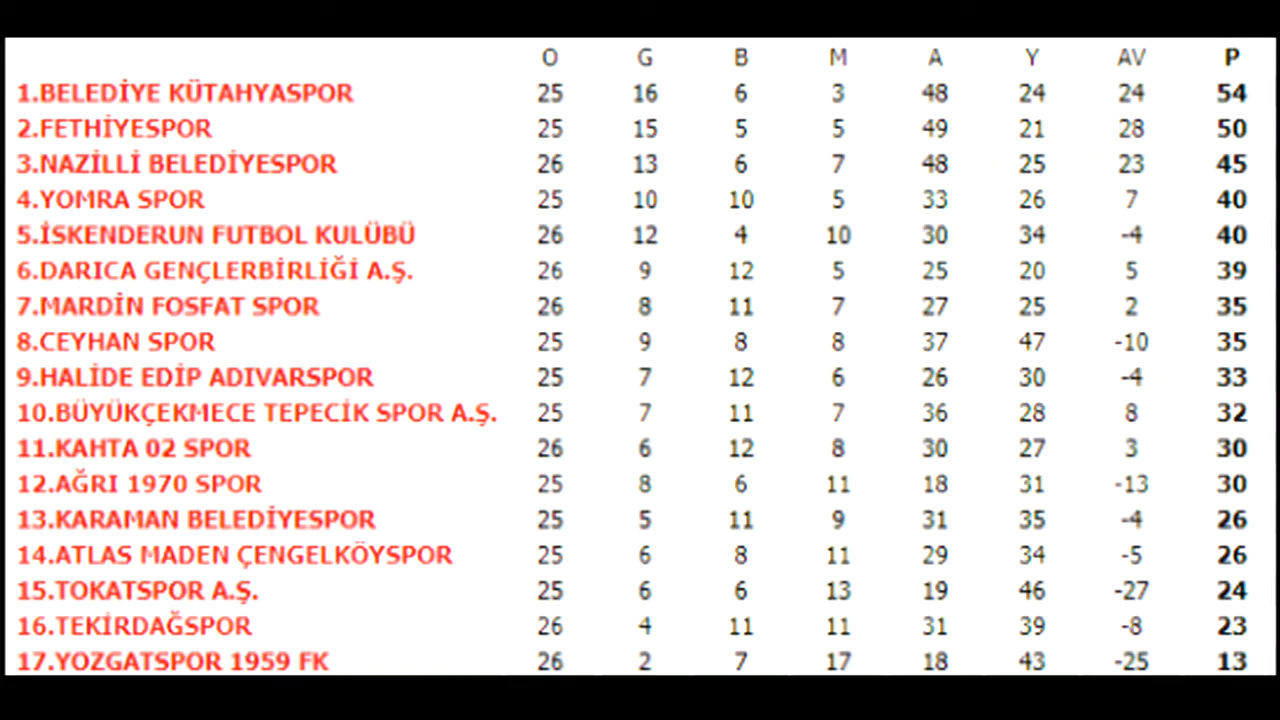 O G B M A Y AV P
1.BELEDİYE KÜTAHYASPOR 25 16 6 3 48 24 24 54
2.FETHİYESPOR 25 15 5 5 49 21 28 50
3.NAZİLLİ BELEDİYESPOR 26 13 6 7 48 25 23 45
4.YOMRA SPOR 25 10 10 5 33 26 7 40
5.İSKENDERUN FUTBOL KULÜBÜ 26 12 4 10 30 34 -4 40
6.DARICA GENÇLERBİRLİĞİ A.Ş. 26 9 12 5 25 20 5 39
7.MARDİN FOSFAT SPOR 26 8 11 7 27 25 2 35
8.CEYHAN SPOR 25 9 8 8 37 47 -10 35
9.HALİDE EDİP ADIVARSPOR 25 7 12 6 26 30 -4 33
10.BÜYÜKÇEKMECE TEPECİK SPOR A.Ş. 25 7 11 7 36 28 8 32
11.KAHTA 02 SPOR 26 6 12 8 30 27 3 30
12.AĞRI 1970 SPOR 25 8 6 11 18 31 -13 30
13.KARAMAN BELEDİYESPOR 25 5 11 9 31 35 -4 26
14.ATLAS MADEN ÇENGELKÖYSPOR 25 6 8 11 29 34 -5 26
15.TOKATSPOR A.Ş. 25 6 6 13 19 46 -27 24
16.TEKİRDAĞSPOR 26 4 11 11 31 39 -8 23
17.YOZGATSPOR 1959 FK 26 2 7 17 18 43 -25 13